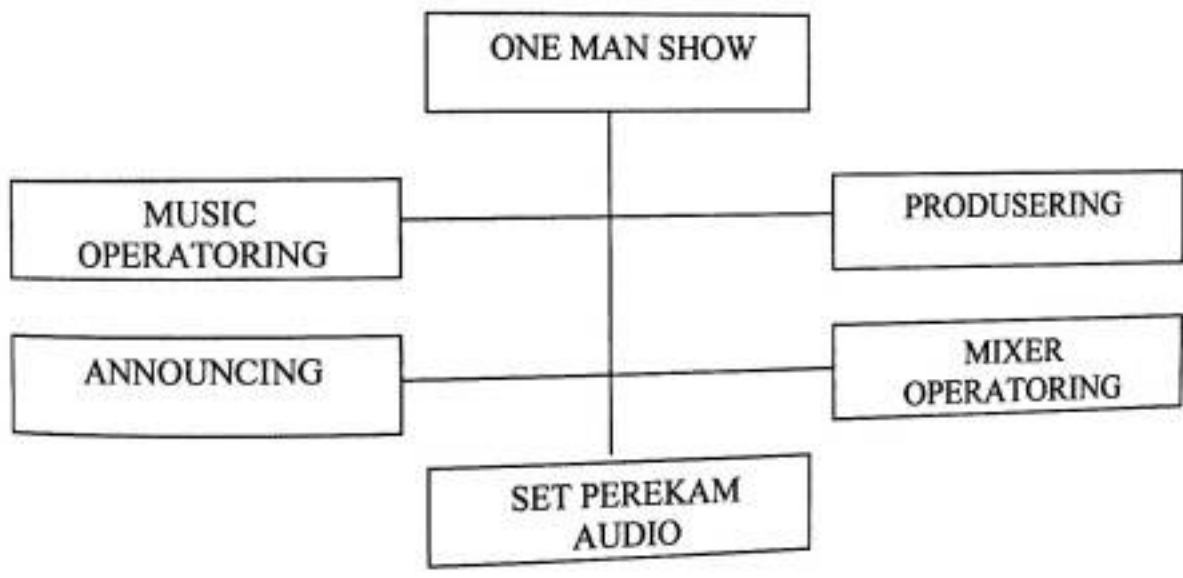 ONE MAN SHOW
MUSIC
OPERATORING
PRODUSERING
ANNOUNCING
MIXER
OPERATORING
SET PEREKAM
AUDIO